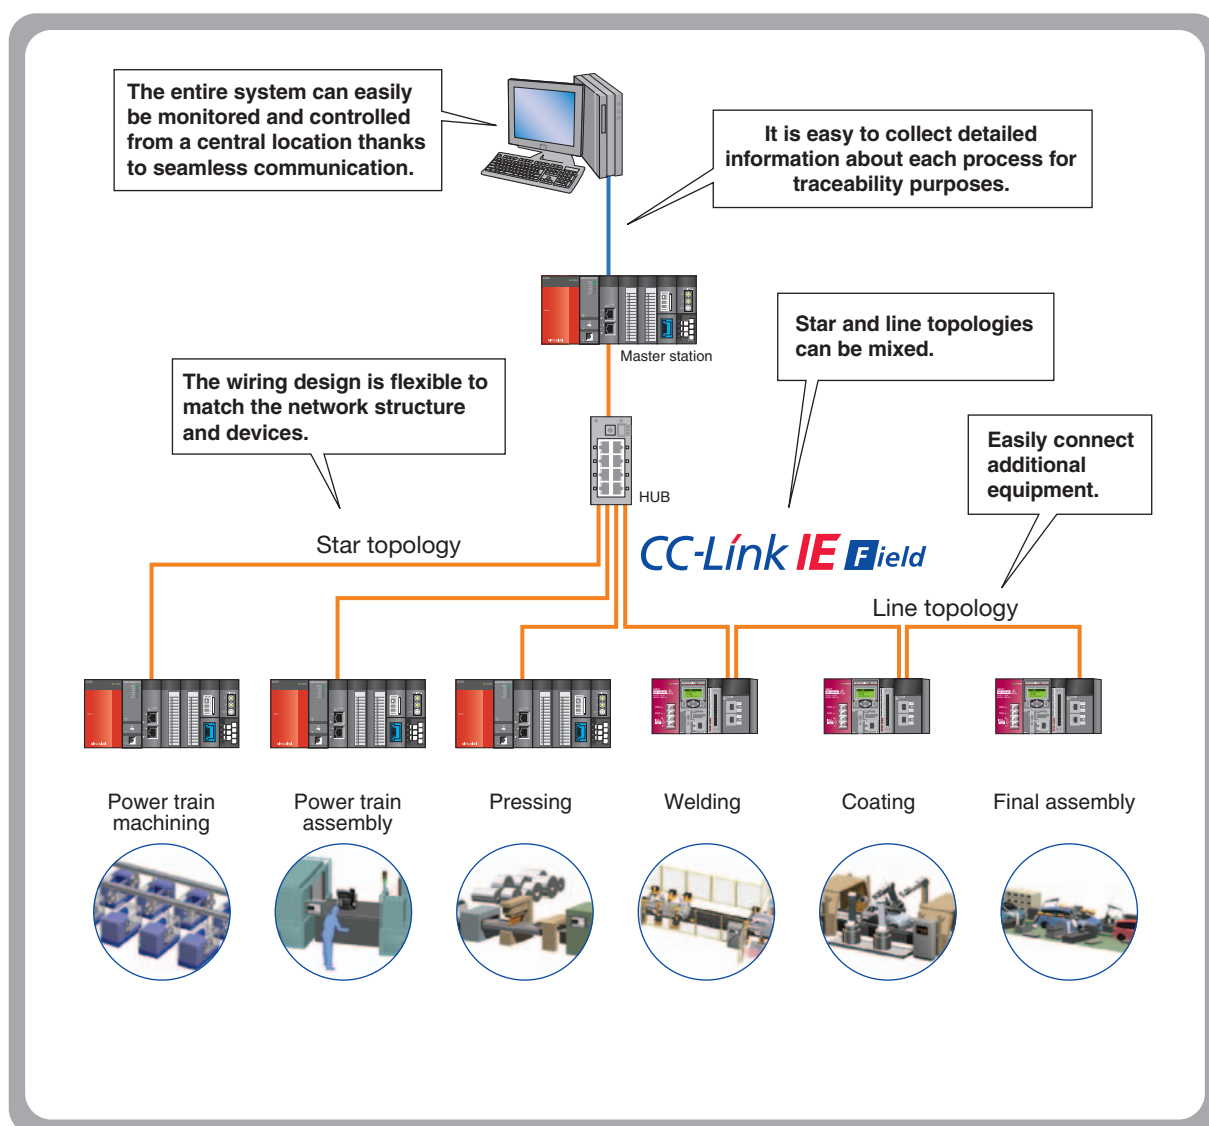 The entire system can easily
be monitored and controlled
from a central location thanks
to seamless communication.
It is easy to collect detailed
information about each process for
traceability purposes.
Master station
Star and line topologies
can be mixed.
The wiring design is flexible to
match the network structure
and devices.
Easily connect
additional
equipment.
HUB
Star topology
CC-Link IE Field
Line topology
Power train
machining
Power train
assembly
Pressing
Welding
Coating
Final assembly